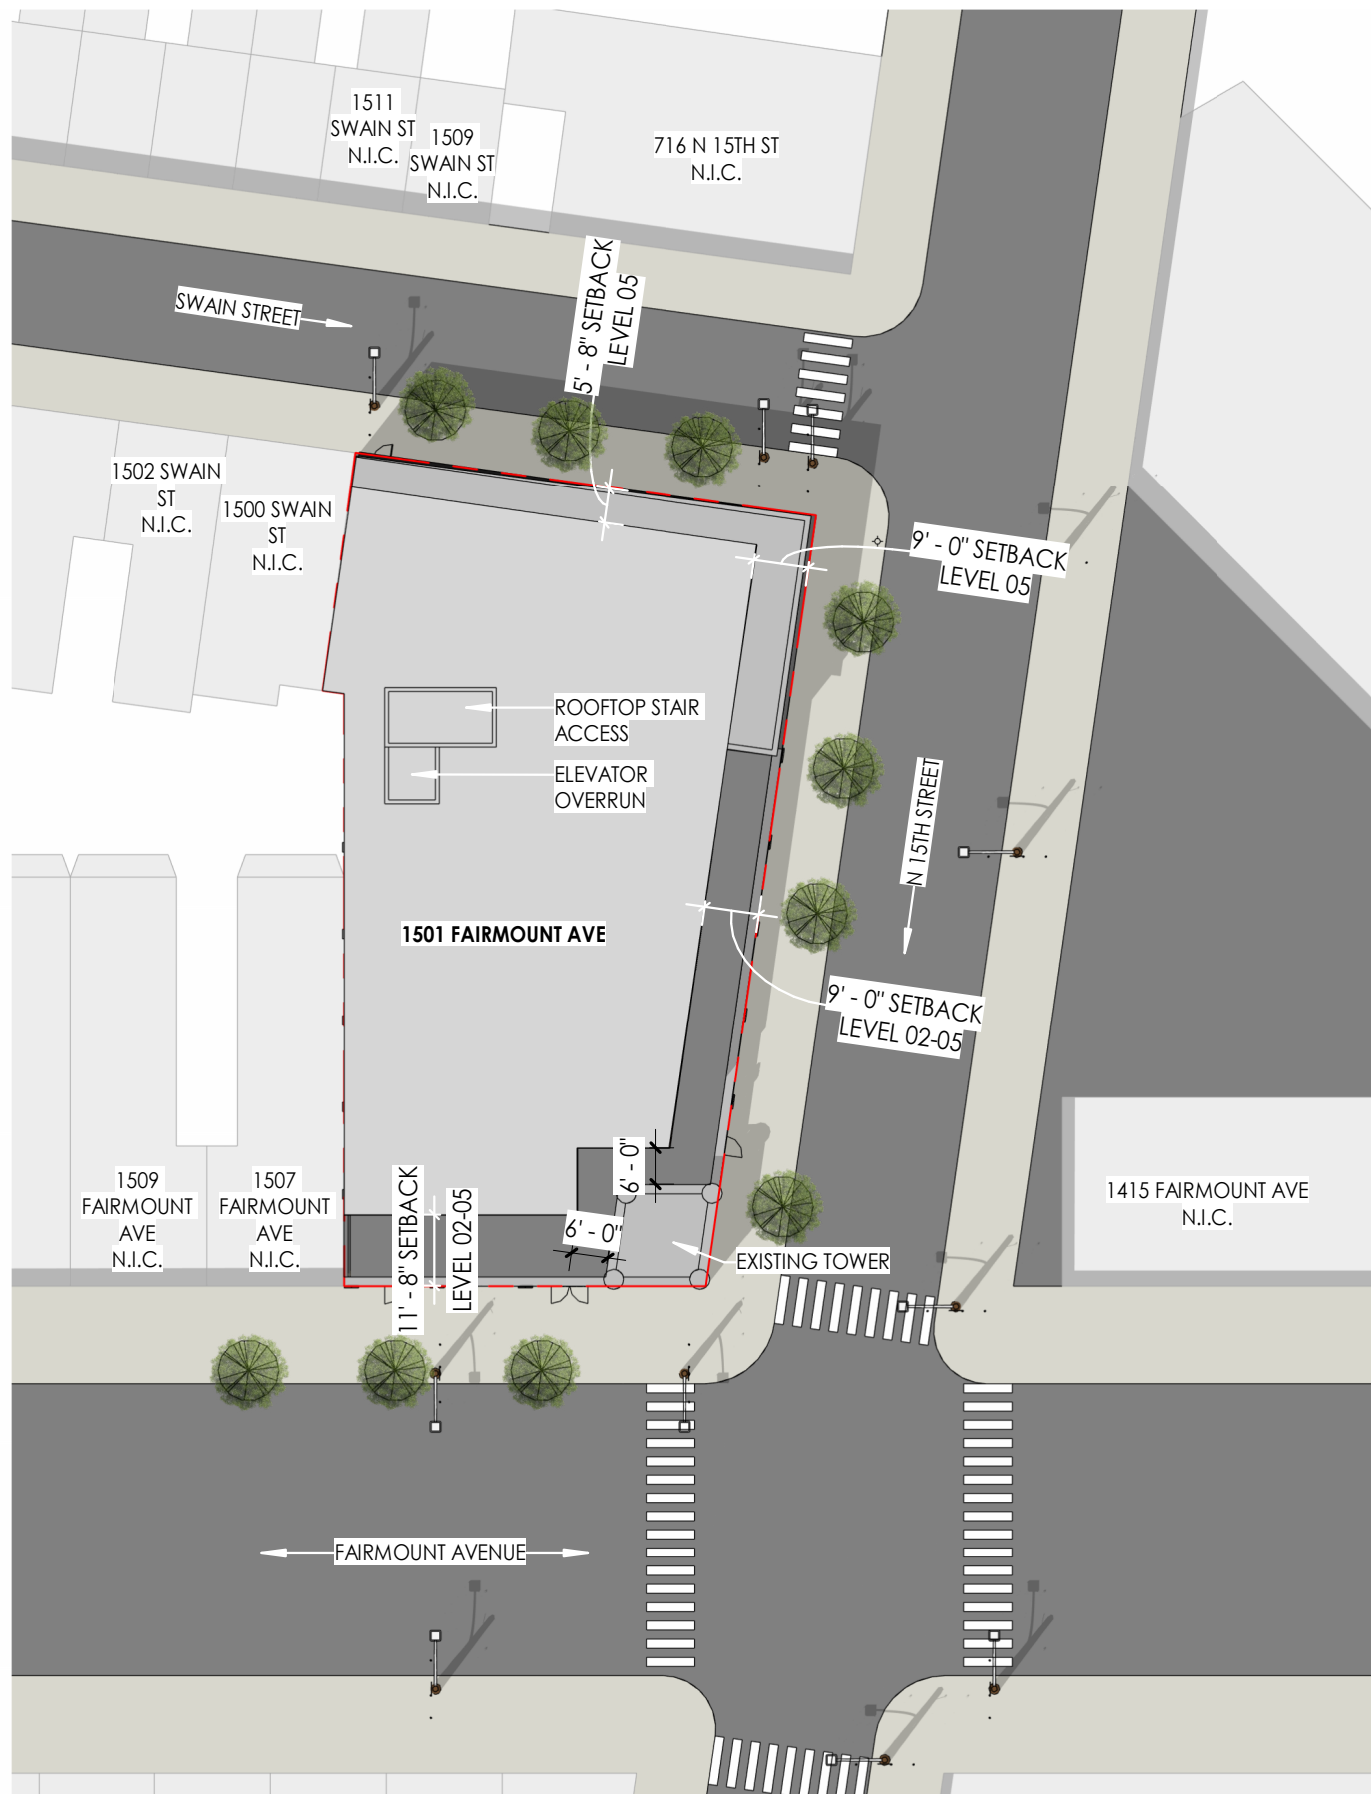 1511
SWAIN ST
N.I.C.
1509
SWAIN ST
N.I.C.
716 N 15TH ST
N.I.C.
SWAIN STREET
5' - 8" SETBACK
LEVEL 05
1502 SWAIN
ST
N.I.C.
1500 SWAIN
ST
N.I.C.
9' - 0" SETBACK
LEVEL 05
ROOFTOP STAIR
ACCESS
ELEVATOR
OVERRUN
N 15TH STREET
1501 FAIRMOUNT AVE
9' - 0" SETBACK
LEVEL 02-05
1509
FAIRMOUNT
AVE
N.I.C.
1507
FAIRMOUNT
AVE
N.I.C.
11' - 8" SETBACK
LEVEL 02-05
6' - 0"
6' - 0"
EXISTING TOWER
1415 FAIRMOUNT AVE
N.I.C.
FAIRMOUNT AVENUE